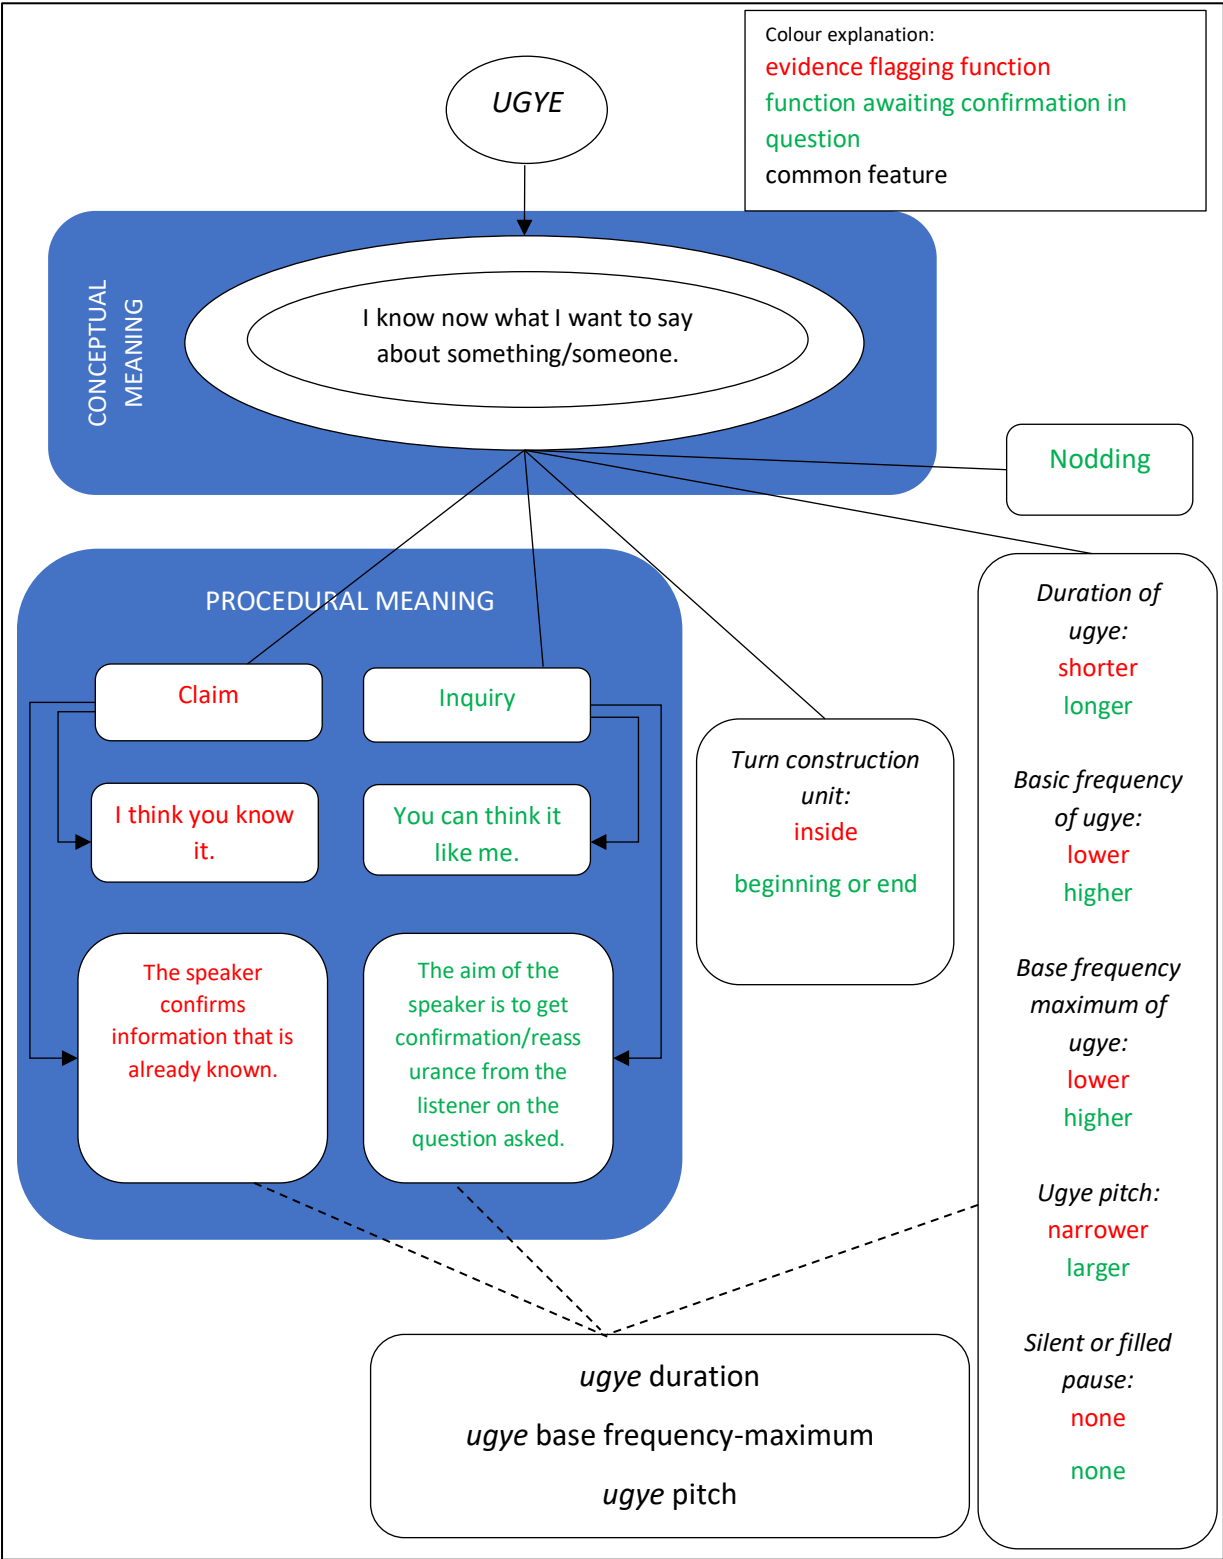 Colour explanation:
evidence flagging function
function awaiting confirmation in
question
common feature
UGYE
CONCEPTUAL
MEANING
I know now what I want to say
about something/someone.
Nodding
PROCEDURAL MEANING
Claim
Inquiry
I think you know
it.
You can think it
like me.
The speaker
confirms
information that is
already known.
The aim of the
speaker is to get
confirmation/reass
urance from the
listener on the
question asked.
Turn construction
unit:
inside
beginning or end
Duration of
ugye:
shorter
longer
Basic frequency
of ugye:
lower
higher
Base frequency
maximum of
ugye:
lower
higher
Ugye pitch:
narrower
larger
Silent or filled
pause:
none
none
ugye duration
ugye base frequency-maximum
ugye pitch